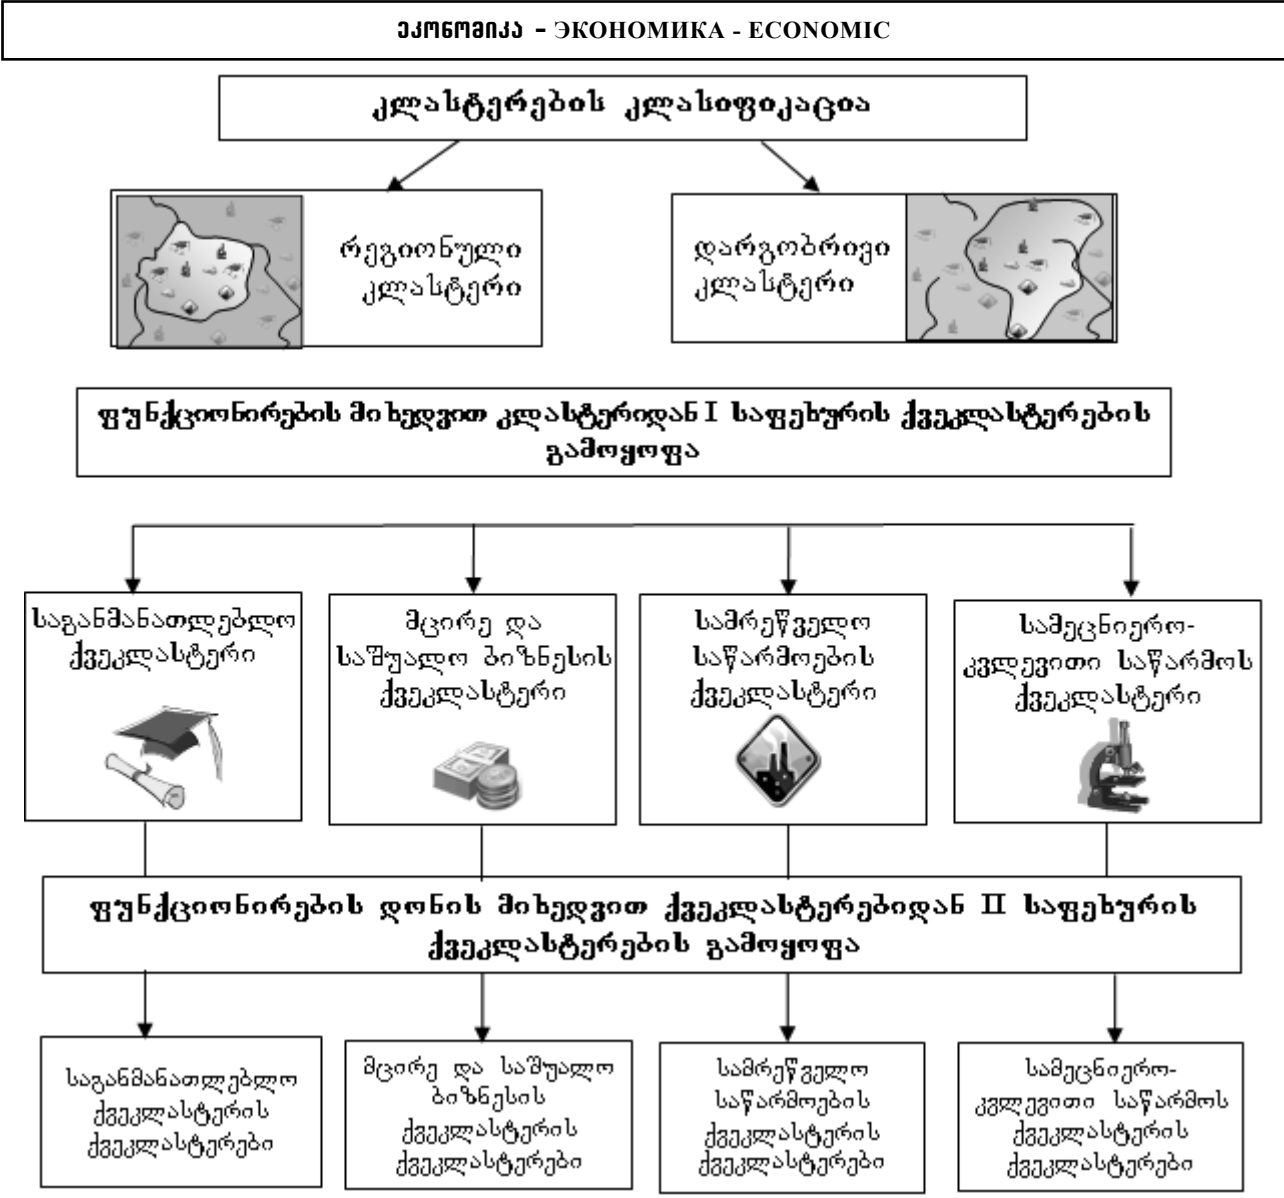 ეკონომიკა - ЭКОНОМИКА - ECONOMIC
კლასტერების კლასიფიკაცია
რეგიონული
კლასტერი
დარგობრივი
კლასტერი
ფუნქციონირების მიხედვით კლასტერიდან I საფეხურის ქვეკლასტერების
გამოყოფა
საგანმანათლებლო
ქვეკლასტერი
მცირე და
საშუალო ბიზნესის
ქვეკლასტერი
სამრეწველო
საწარმოების
ქვეკლასტერი
სამეცნიერო-
კვლევითი საწარმოს
ქვეკლასტერი
ფუნქციონირების დონის მიხედვით ქვეკლასტერებიდან II საფეხურის
ქვეკლასტერების გამოყოფა
საგანმანათლებლო
ქვეკლასტერის
ქვეკლასტერები
მცირე და საშუალო
ბიზნესის
ქვეკლასტერის
ქვეკლასტერები
სამრეწველო
საწარმოების
ქვეკლასტერის
ქვეკლასტერები
სამეცნიერო-
კვლევითი საწარმოს
ქვეკლასტერის
ქვეკლასტერები